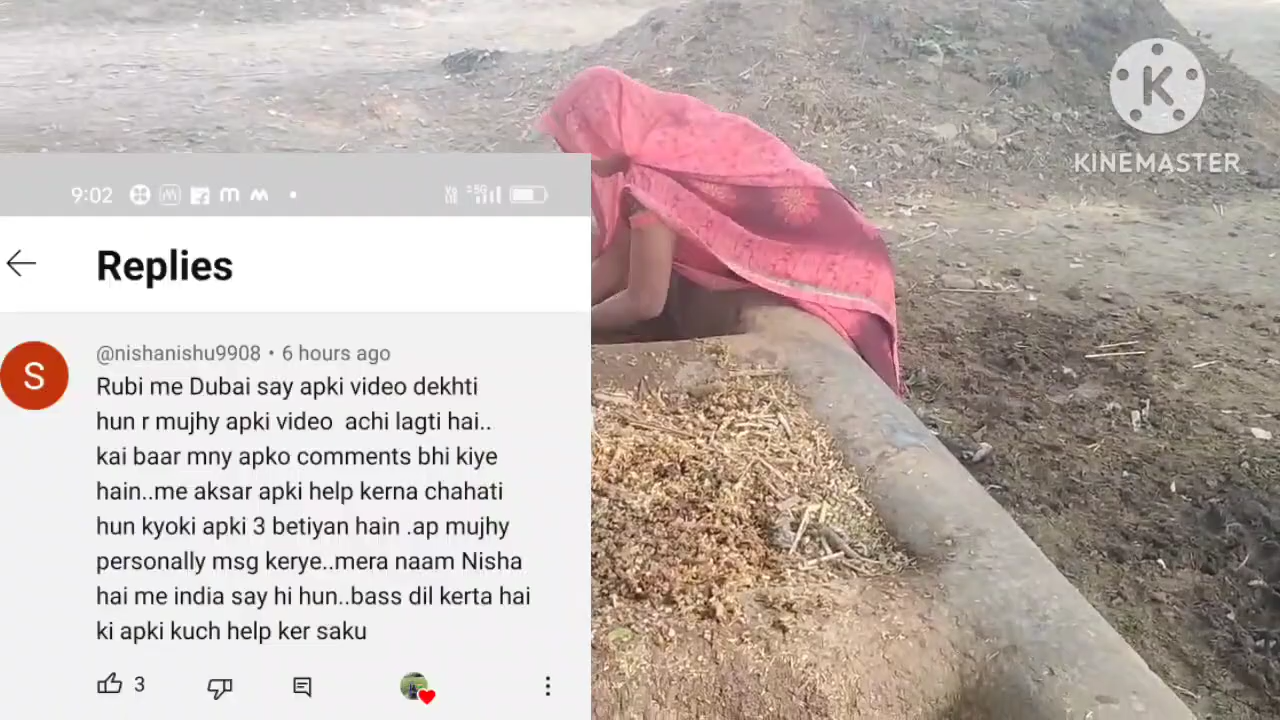 KINEMASTER
9:02
Replies
S
@nishanishu9908 • 6 hours ago
Rubi me Dubai say apki video dekhti
hun r mujhy apki video achi lagti hai..
kai baar mny apko comments bhi kiye
hain..me aksar apki help kerna chahati
hun kyoki apki 3 betiyan hain .ap mujhy
personally msg kerye..mera naam Nisha
hai me india say hi hun..bass dil kerta hai
ki apki kuch help ker saku
3